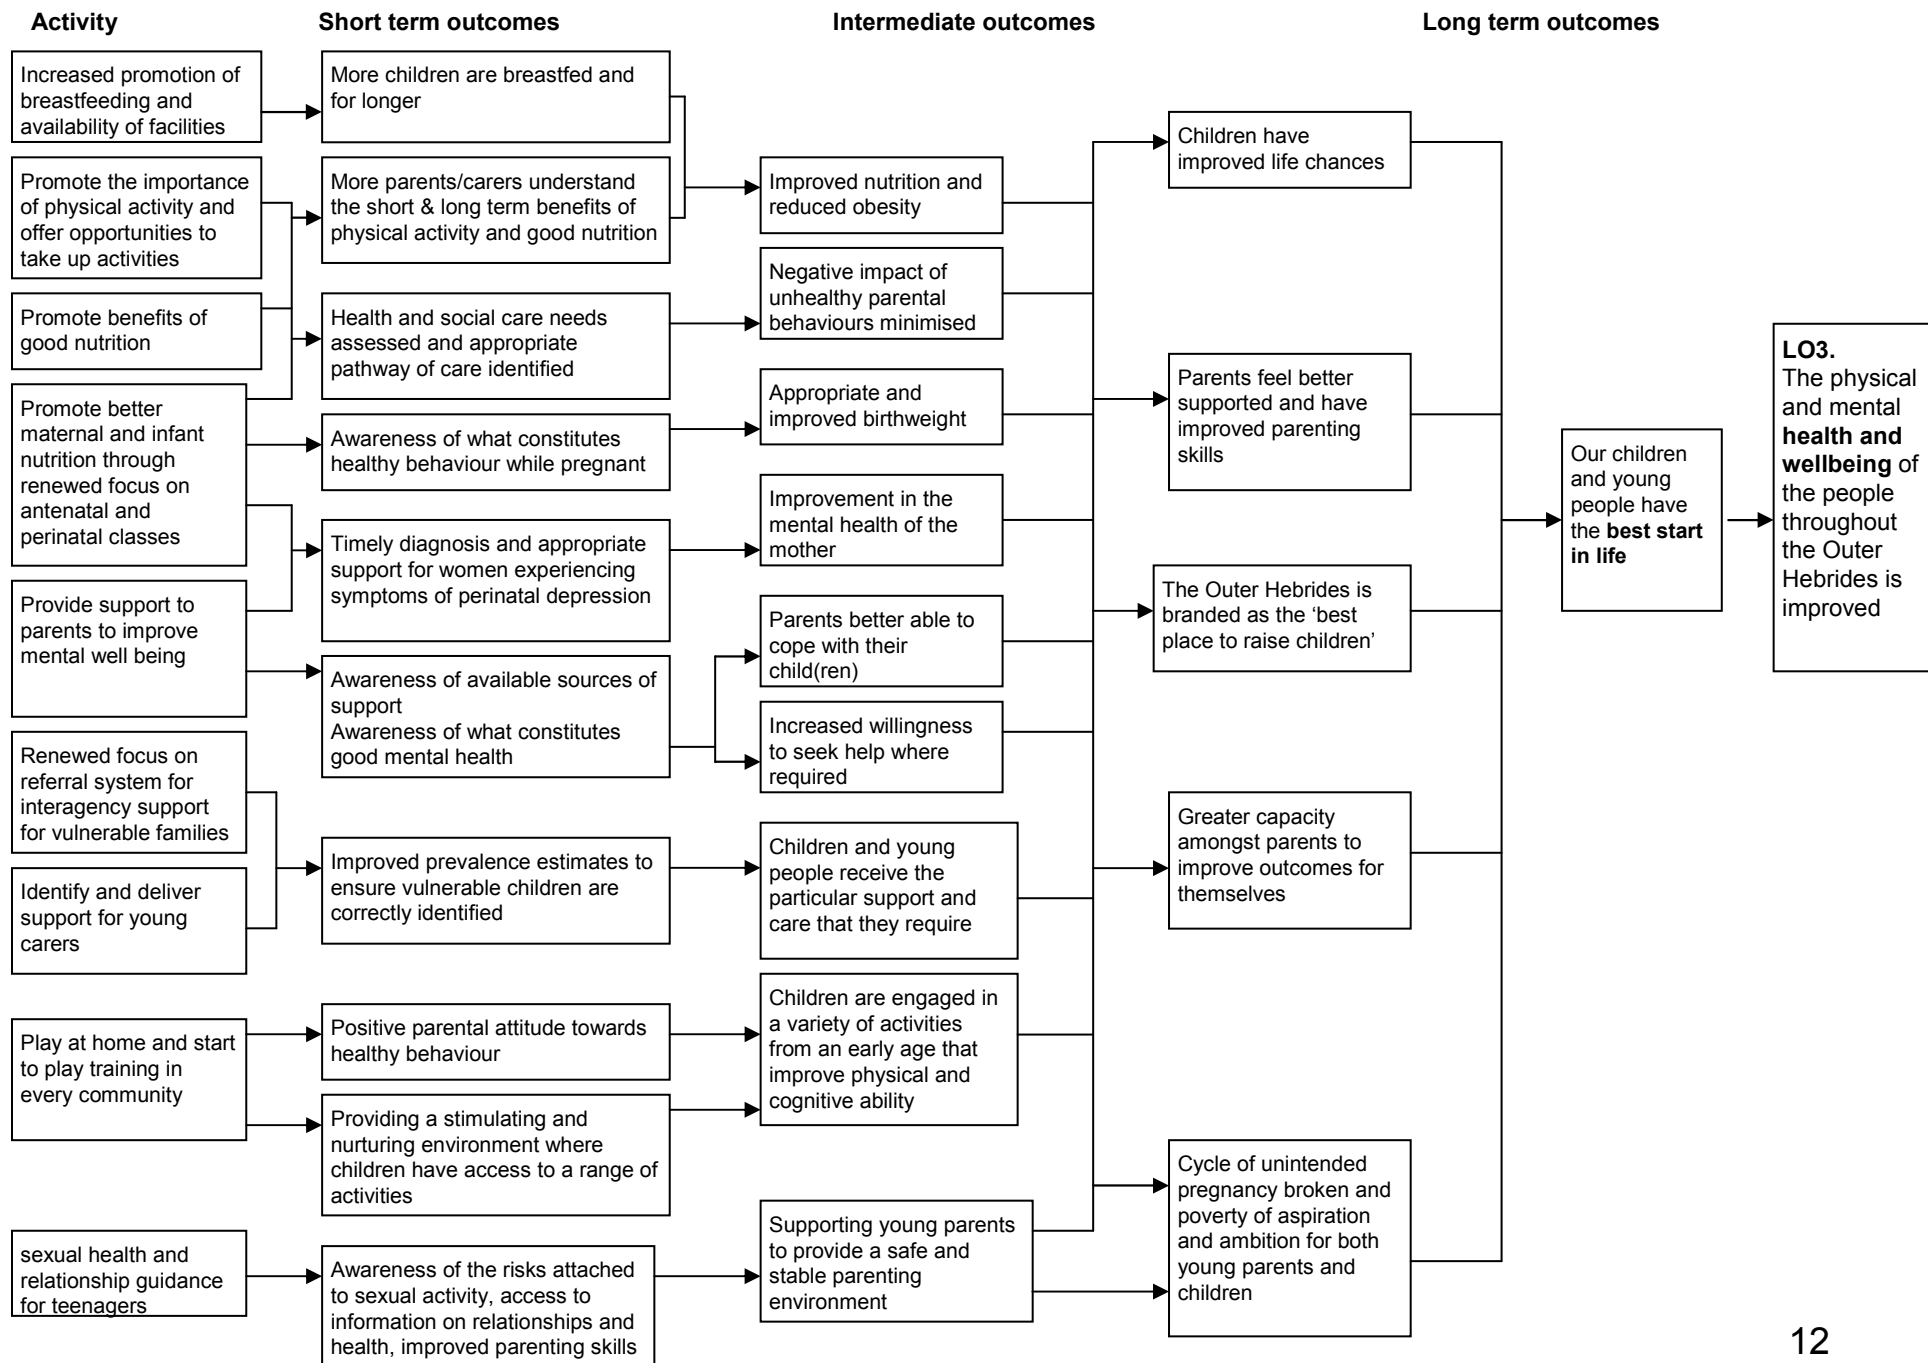 Activity
Short term outcomes
Intermediate outcomes
Long term outcomes
Increased promotion of
breastfeeding and
availability of facilities
Promote the importance
of physical activity and
offer opportunities to
take up activities
Promote benefits of
good nutrition
Promote better
maternal and infant
nutrition through
renewed focus on
antenatal and
perinatal classes
Provide support to
parents to improve
mental well being
Renewed focus on
referral system for
interagency support
for vulnerable families
Identify and deliver
support for young
carers
Play at home and start
to play training in
every community
sexual health and
relationship guidance
for teenagers
More children are breastfed and
for longer
More parents/carers understand
the short & long term benefits of
physical activity and good nutrition
Health and social care needs
assessed and appropriate
pathway of care identified
Awareness of what constitutes
healthy behaviour while pregnant
Timely diagnosis and appropriate
support for women experiencing
symptoms of perinatal depression
Awareness of available sources of
support
Awareness of what constitutes
good mental health
Improved prevalence estimates to
ensure vulnerable children are
correctly identified
Positive parental attitude towards
healthy behaviour
Providing a stimulating and
nurturing environment where
children have access to a range of
activities
Awareness of the risks attached
to sexual activity, access to
information on relationships and
health, improved parenting skills
Improved nutrition and
reduced obesity
Negative impact of
unhealthy parental
behaviours minimised
Appropriate and
improved birthweight
Improvement in the
mental health of the
mother
Parents better able to
cope with their
child(ren)
Increased willingness
to seek help where
required
Children and young
people receive the
particular support and
care that they require
Children are engaged in
a variety of activities
from an early age that
improve physical and
cognitive ability
Supporting young parents
to provide a safe and
stable parenting
environment
Children have
improved life chances
Parents feel better
supported and have
improved parenting
skills
The Outer Hebrides is
branded as the ‘best
place to raise children’
Greater capacity
amongst parents to
improve outcomes for
themselves
Cycle of unintended
pregnancy broken and
poverty of aspiration
and ambition for both
young parents and
children
Our children
and young
people have
the best start
in life
LO3.
The physical
and mental
health and
wellbeing of
the people
throughout
the Outer
Hebrides is
improved
12